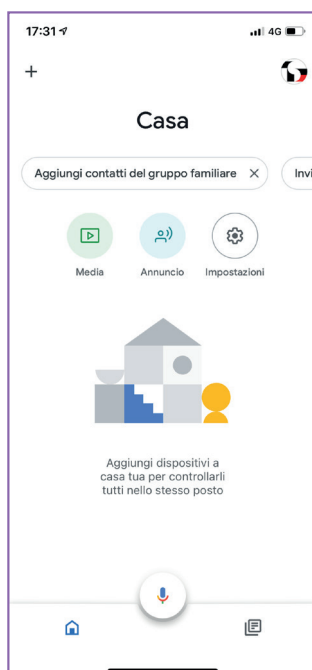 17:31
4G
+
Casa
Aggiungi contatti del gruppo familiare ×
Invi
Media
Annuncio
Impostazioni
Aggiungi dispositivi a
casa tua per controllarli
tutti nello stesso posto